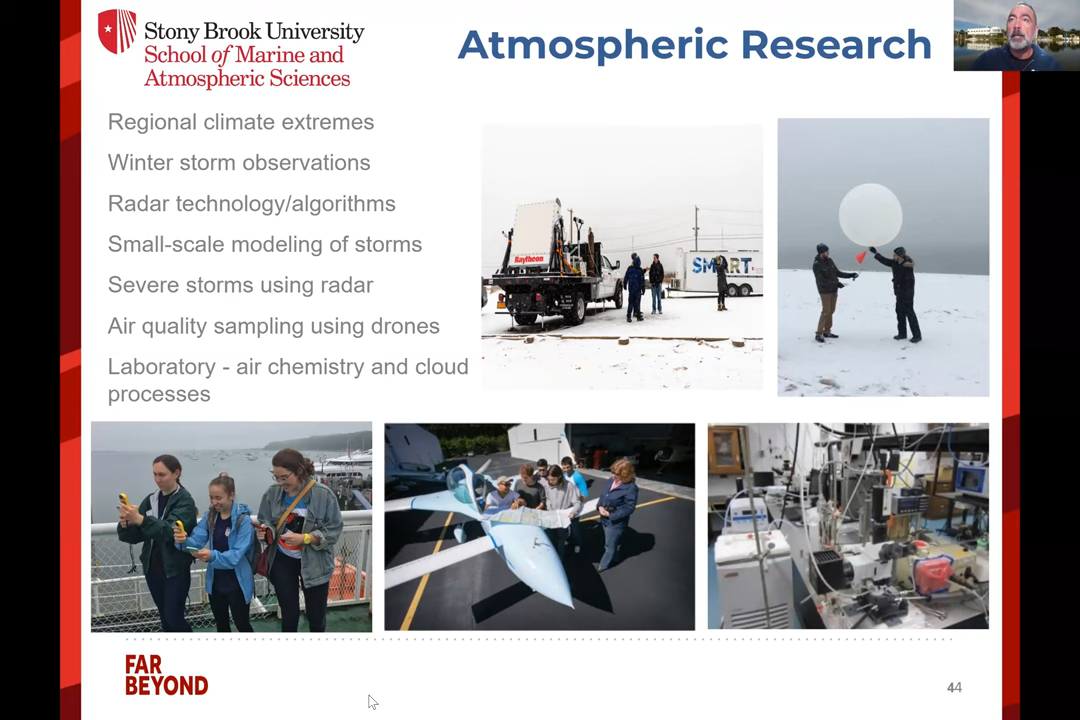 Stony Brook University
School of Marine and
Atmospheric Sciences
Atmospheric Research
Regional climate extremes
Winter storm observations
Radar technology/algorithms
Small-scale modeling of storms
Severe storms using radar
Air quality sampling using drones
Laboratory - air chemistry and cloud
processes
Raytheon
SMART
FAR
BEYOND
44